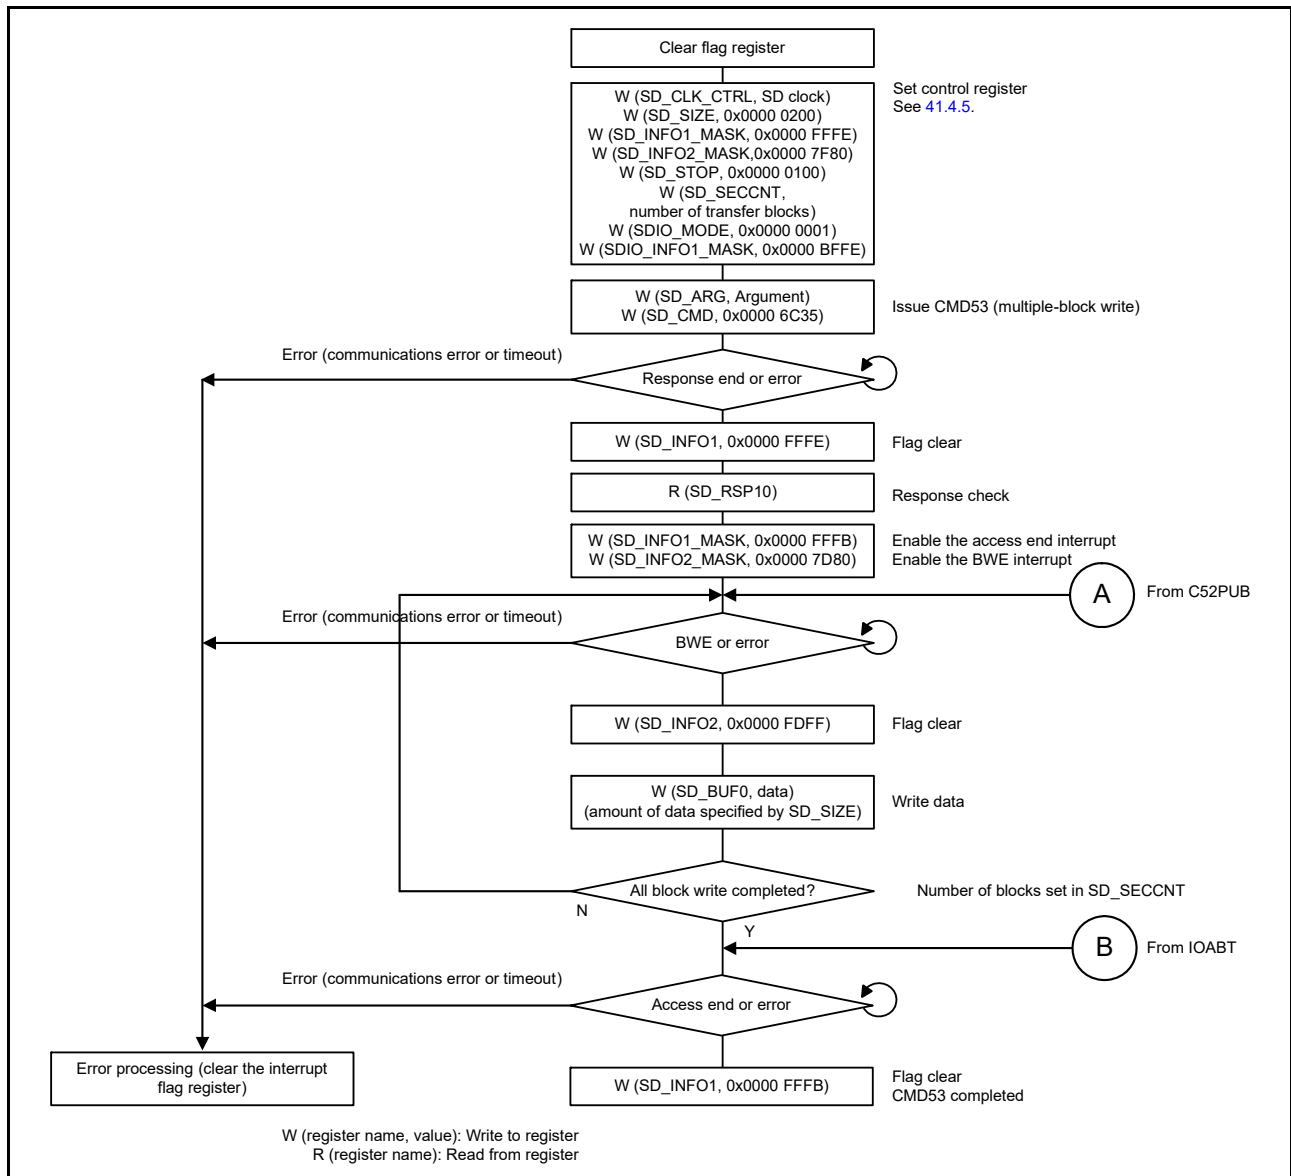 Clear flag register
W (SD_CLK_CTRL, SD clock)
W (SD_SIZE, 0x0000 0200)
W (SD_INFO1_MASK, 0x0000 FFFE)
W (SD_INFO2_MASK,0x0000 7F80)
W (SD_STOP, 0x0000 0100)
W (SD_SECCNT,
number of transfer blocks)
W (SDIO_MODE, 0x0000 0001)
W (SDIO_INFO1_MASK, 0x0000 BFFE)
Set control register
See 41.4.5.
W (SD_ARG, Argument)
W (SD_CMD, 0x0000 6C35)
Issue CMD53 (multiple-block write)
Error (communications error or timeout)
Response end or error
W (SD_INFO1, 0x0000 FFFE)
Flag clear
R (SD_RSP10)
Response check
W (SD_INFO1_MASK, 0x0000 FFFB)
W (SD_INFO2_MASK, 0x0000 7D80)
Enable the access end interrupt
Enable the BWE interrupt
A
From C52PUB
Error (communications error or timeout)
BWE or error
W (SD_INFO2, 0x0000 FDFF)
Flag clear
W (SD_BUF0, data)
(amount of data specified by SD_SIZE)
Write data
All block write completed?
Number of blocks set in SD_SECCNT
N
Y
B
From IOABT
Error (communications error or timeout)
Access end or error
Error processing (clear the interrupt
flag register)
W (SD_INFO1, 0x0000 FFFB)
Flag clear
CMD53 completed
W (register name, value): Write to register
R (register name): Read from register